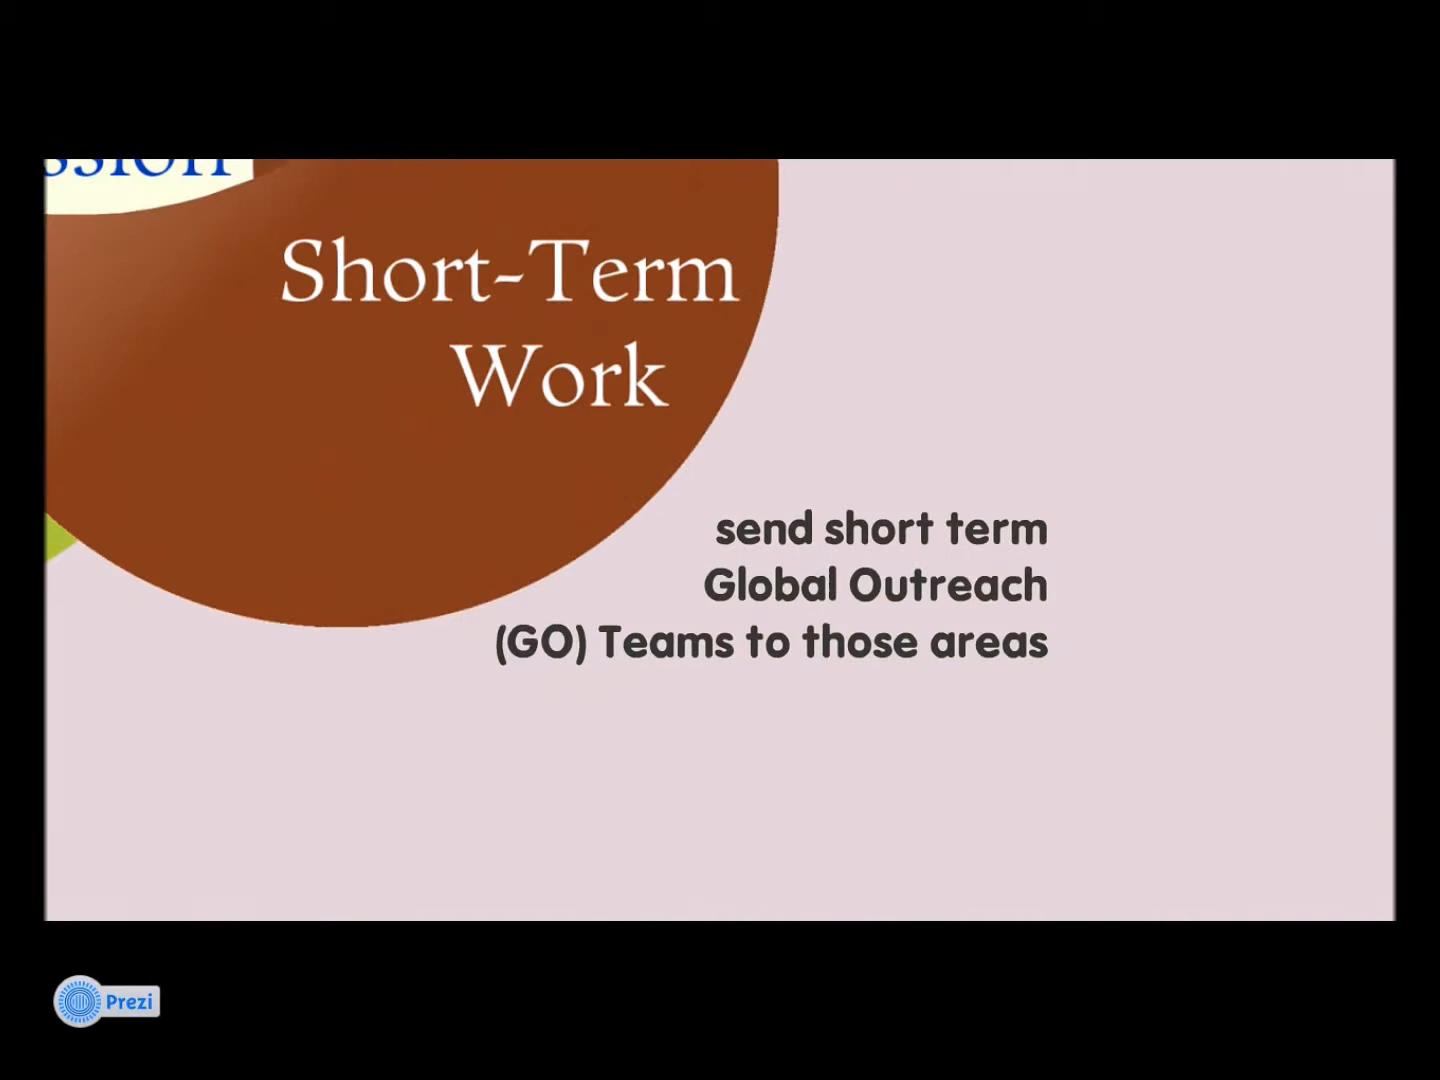 Short-Term
Work
send short term
Global Outreach
(GO) Teams to those areas
Prezi